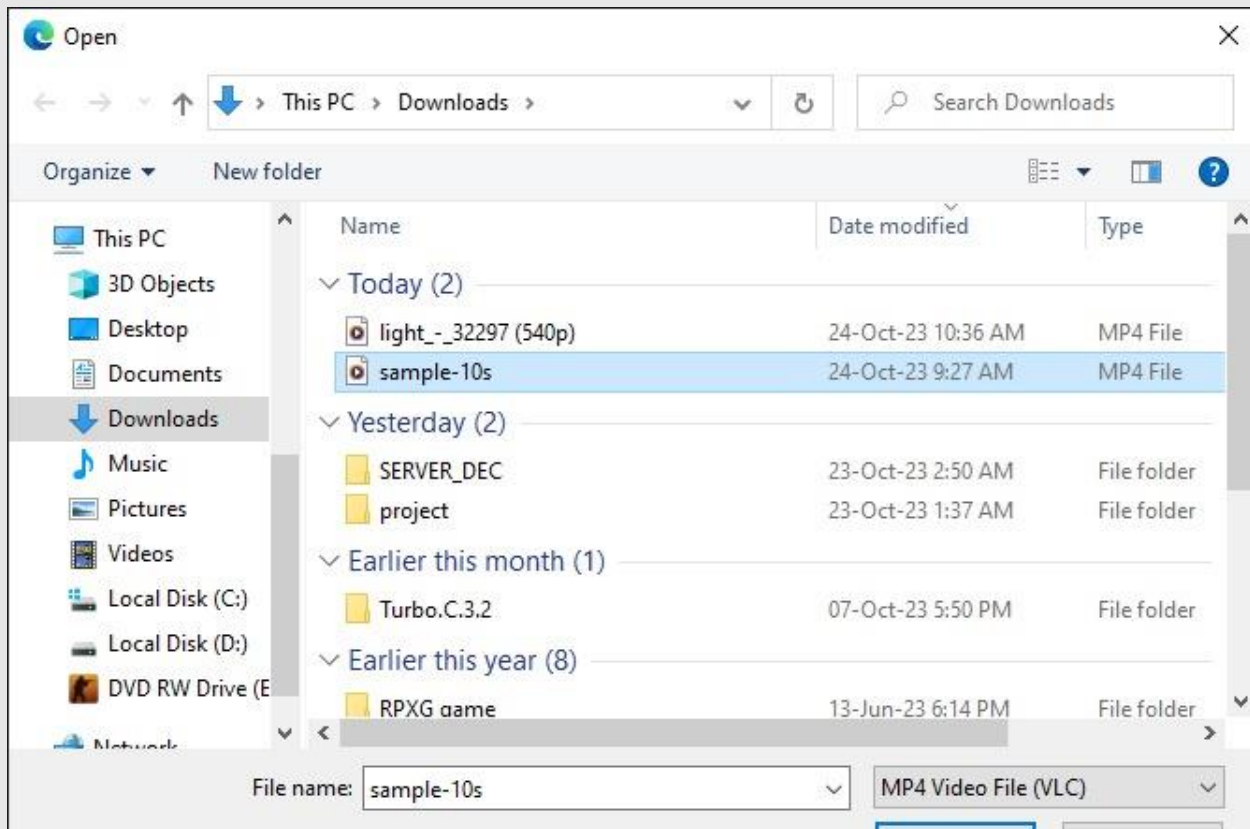 Open
This PC > Downloads >
Search Downloads
Organize
New folder
?
This PC
3D Objects
Desktop
Documents
Downloads
Music
Pictures
Videos
Local Disk (C:)
Local Disk (D:)
DVD RW Drive (E
Network
Name Date modified Type
Today (2)
light_-_32297 (540p) 24-Oct-23 10:36 AM MP4 File
sample-10s 24-Oct-23 9:27 AM MP4 File
Yesterday (2)
SERVER_DEC 23-Oct-23 2:50 AM File folder
project 23-Oct-23 1:37 AM File folder
Earlier this month (1)
Turbo.C.3.2 07-Oct-23 5:50 PM File folder
Earlier this year (8)
RPXG game 13-Jun-23 6:14 PM File folder
File name: sample-10s MP4 Video File (VLC)